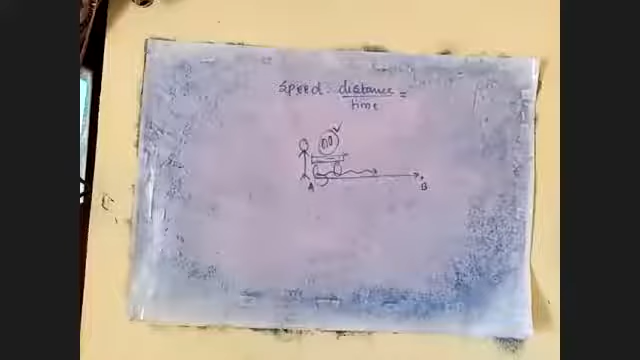 Speed = distance =
time
A
B